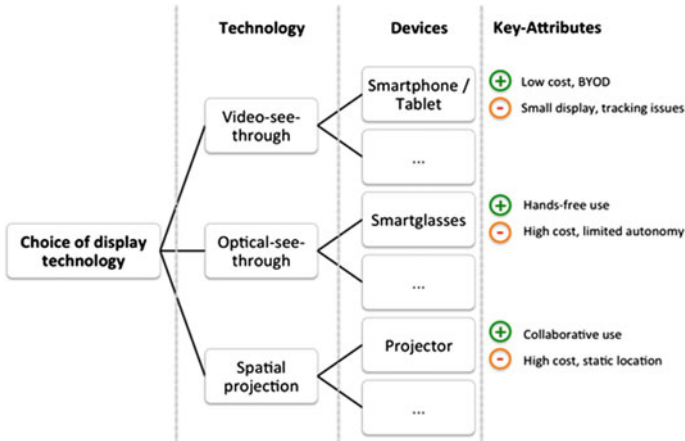 Technology
Devices
Key-Attributes
Choice of display
technology
Video-see-
through
Smartphone /
Tablet
+ Low cost, BYOD
- Small display, tracking issues
...
Optical-see-
through
Smartglasses
+ Hands-free use
- High cost, limited autonomy
...
Spatial
projection
Projector
+ Collaborative use
- High cost, static location
...